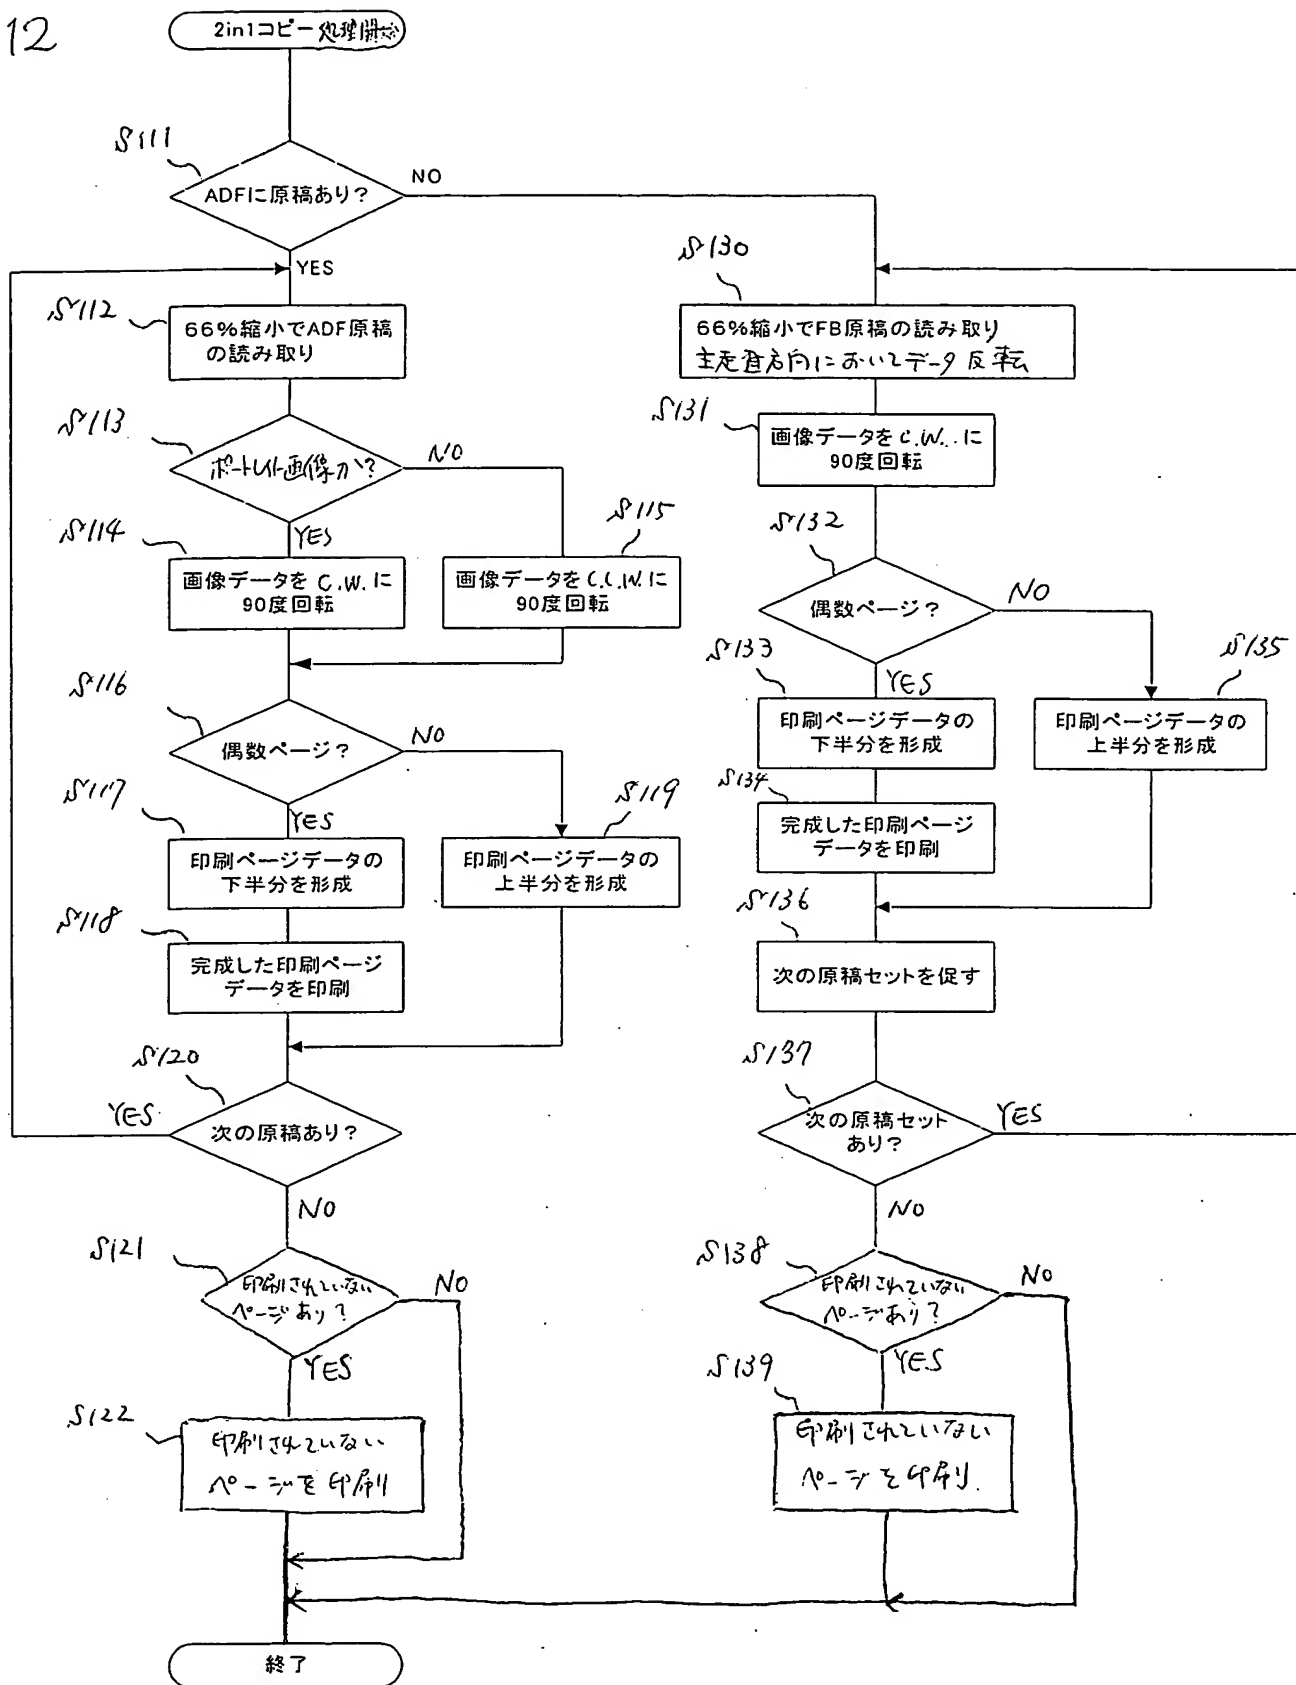 12
2in1コピー処理開始
S111
ADFに原稿あり?
NO
YES
S112
66%縮小でADF原稿
の読み取り
S113
ポートレイト画像か?
NO
YES
S114
画像データをC.W.に
90度回転
S115
画像データをC.C.W.に
90度回転
S116
偶数ページ?
NO
YES
S117
印刷ページデータの
下半分を形成
S118
完成した印刷ページ
データを印刷
S119
印刷ページデータの
上半分を形成
S120
次の原稿あり?
YES
NO
S121
印刷されていない
ページあり?
NO
YES
S122
印刷されていない
ページを印刷
S130
66%縮小でFB原稿の読み取り
主走査方向においてデータ反転
S131
画像データをC.W.に
90度回転
S132
偶数ページ?
NO
YES
S133
印刷ページデータの
下半分を形成
S134
完成した印刷ページ
データを印刷
S135
印刷ページデータの
上半分を形成
S136
次の原稿セットを促す
S137
次の原稿セット
あり?
YES
NO
S138
印刷されていない
ページあり?
NO
YES
S139
印刷されていない
ページを印刷.
終了